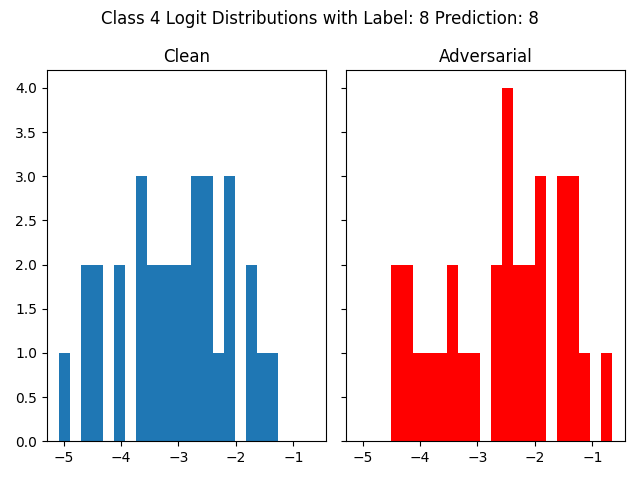 Class 4 Logit Distributions with Label: 8 Prediction: 8
Clean
Adversarial
4.0
3.5
3.0
2.5
2.0
1.5
1.0
0.5
0.0
−5 −4 −3 −2 −1
−5 −4 −3 −2 −1